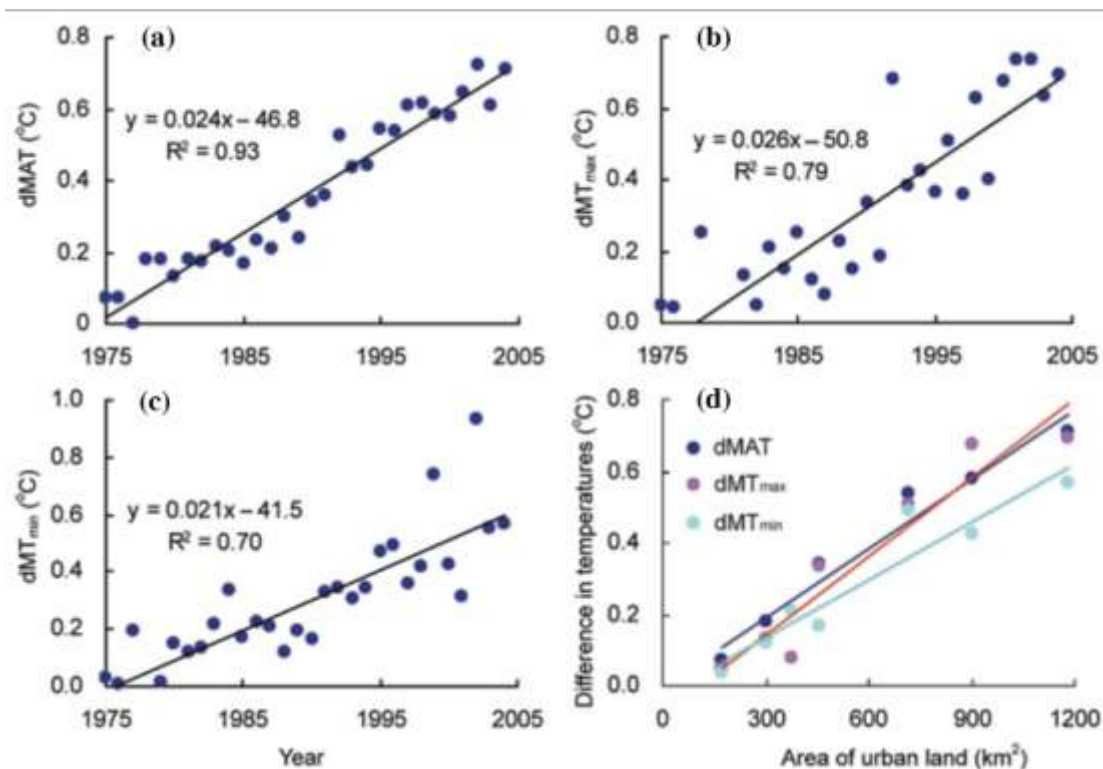 (a)
0.8
0.6
0.4
0.2
0
dMAT (°C)
y = 0.024x – 46.8
R² = 0.93
1975 1985 1995 2005
(b)
0.8
0.6
0.4
0.2
0.0
dMTmax (°C)
y = 0.026x – 50.8
R² = 0.79
1975 1985 1995 2005
(c)
1.0
0.8
0.6
0.4
0.2
0.0
dMTmin (°C)
y = 0.021x – 41.5
R² = 0.70
1975 1985 1995 2005
Year
(d)
0.8
0.6
0.4
0.2
0.0
Difference in temperatures (°C)
dMAT
dMTmax
dMTmin
0 300 600 900 1200
Area of urban land (km²)